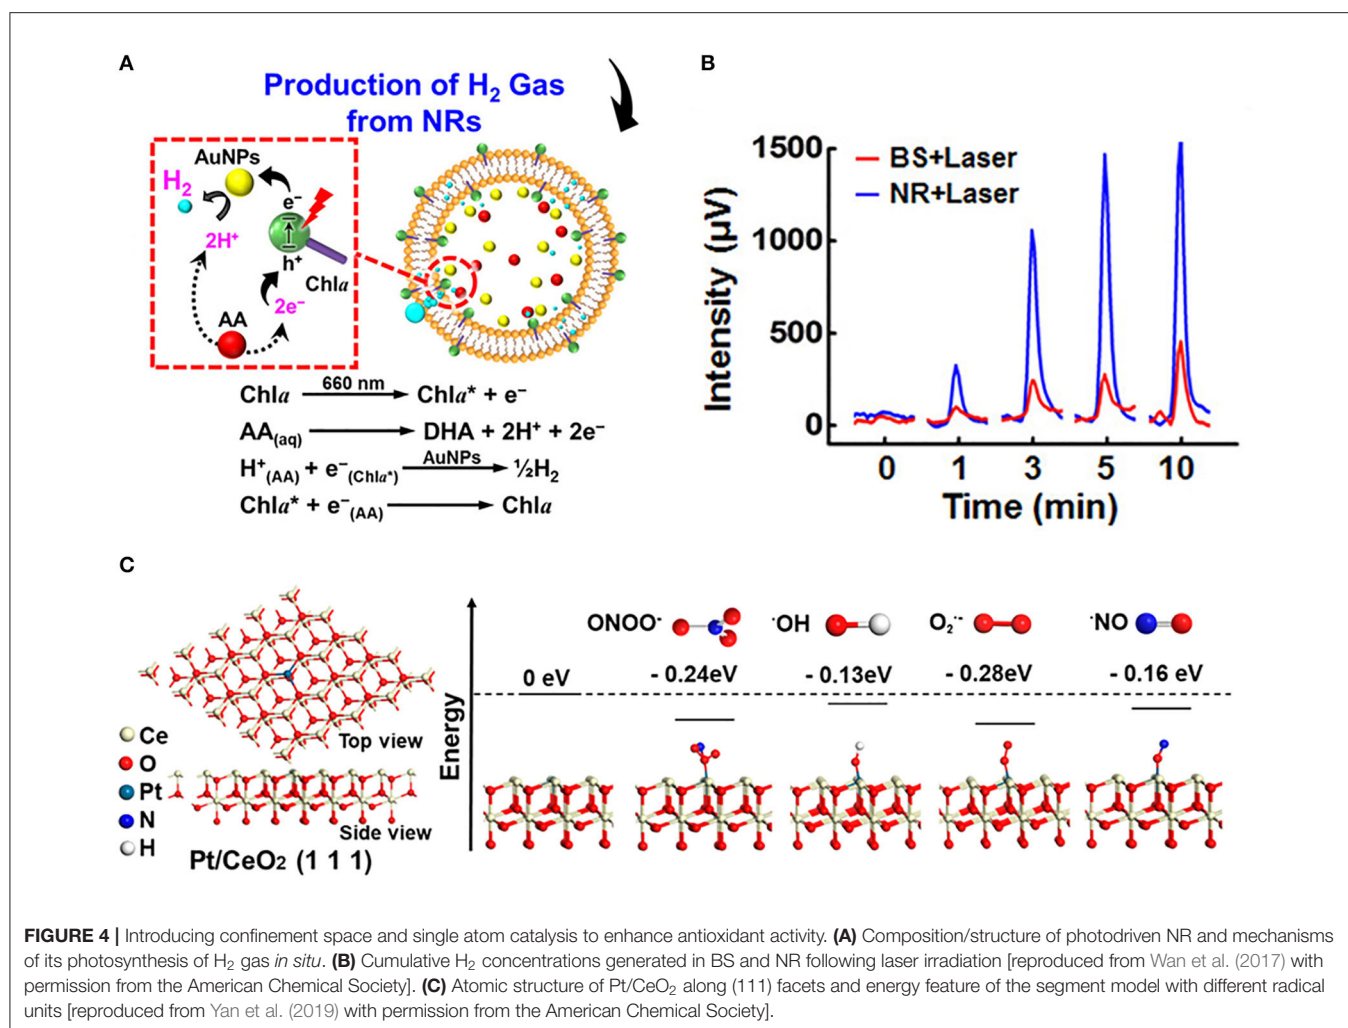 A
Production of H₂ Gas
from NRs
AuNPs
H₂
e⁻
2H⁺
h⁺
Chla
2e⁻
AA
Chla 660 nm Chla* + e⁻
AA(aq) DHA + 2H⁺ + 2e⁻
H⁺(AA) + e⁻(Chla*) AuNPs ½H₂
Chla* + e⁻(AA) Chla
B
BS+Laser
NR+Laser
Intensity (µV)
1500
1000
500
0
0 1 3 5 10
Time (min)
C
Ce
O
Pt
N
H
Top view
Side view
Pt/CeO₂ (1 1 1)
Energy
ONOO⁻ ·OH O₂·⁻ ·NO
0 eV - 0.24eV - 0.13eV - 0.28eV - 0.16 eV
FIGURE 4 | Introducing confinement space and single atom catalysis to enhance antioxidant activity. (A) Composition/structure of photodriven NR and mechanisms
of its photosynthesis of H₂ gas in situ. (B) Cumulative H₂ concentrations generated in BS and NR following laser irradiation [reproduced from Wan et al. (2017) with
permission from the American Chemical Society]. (C) Atomic structure of Pt/CeO₂ along (111) facets and energy feature of the segment model with different radical
units [reproduced from Yan et al. (2019) with permission from the American Chemical Society].